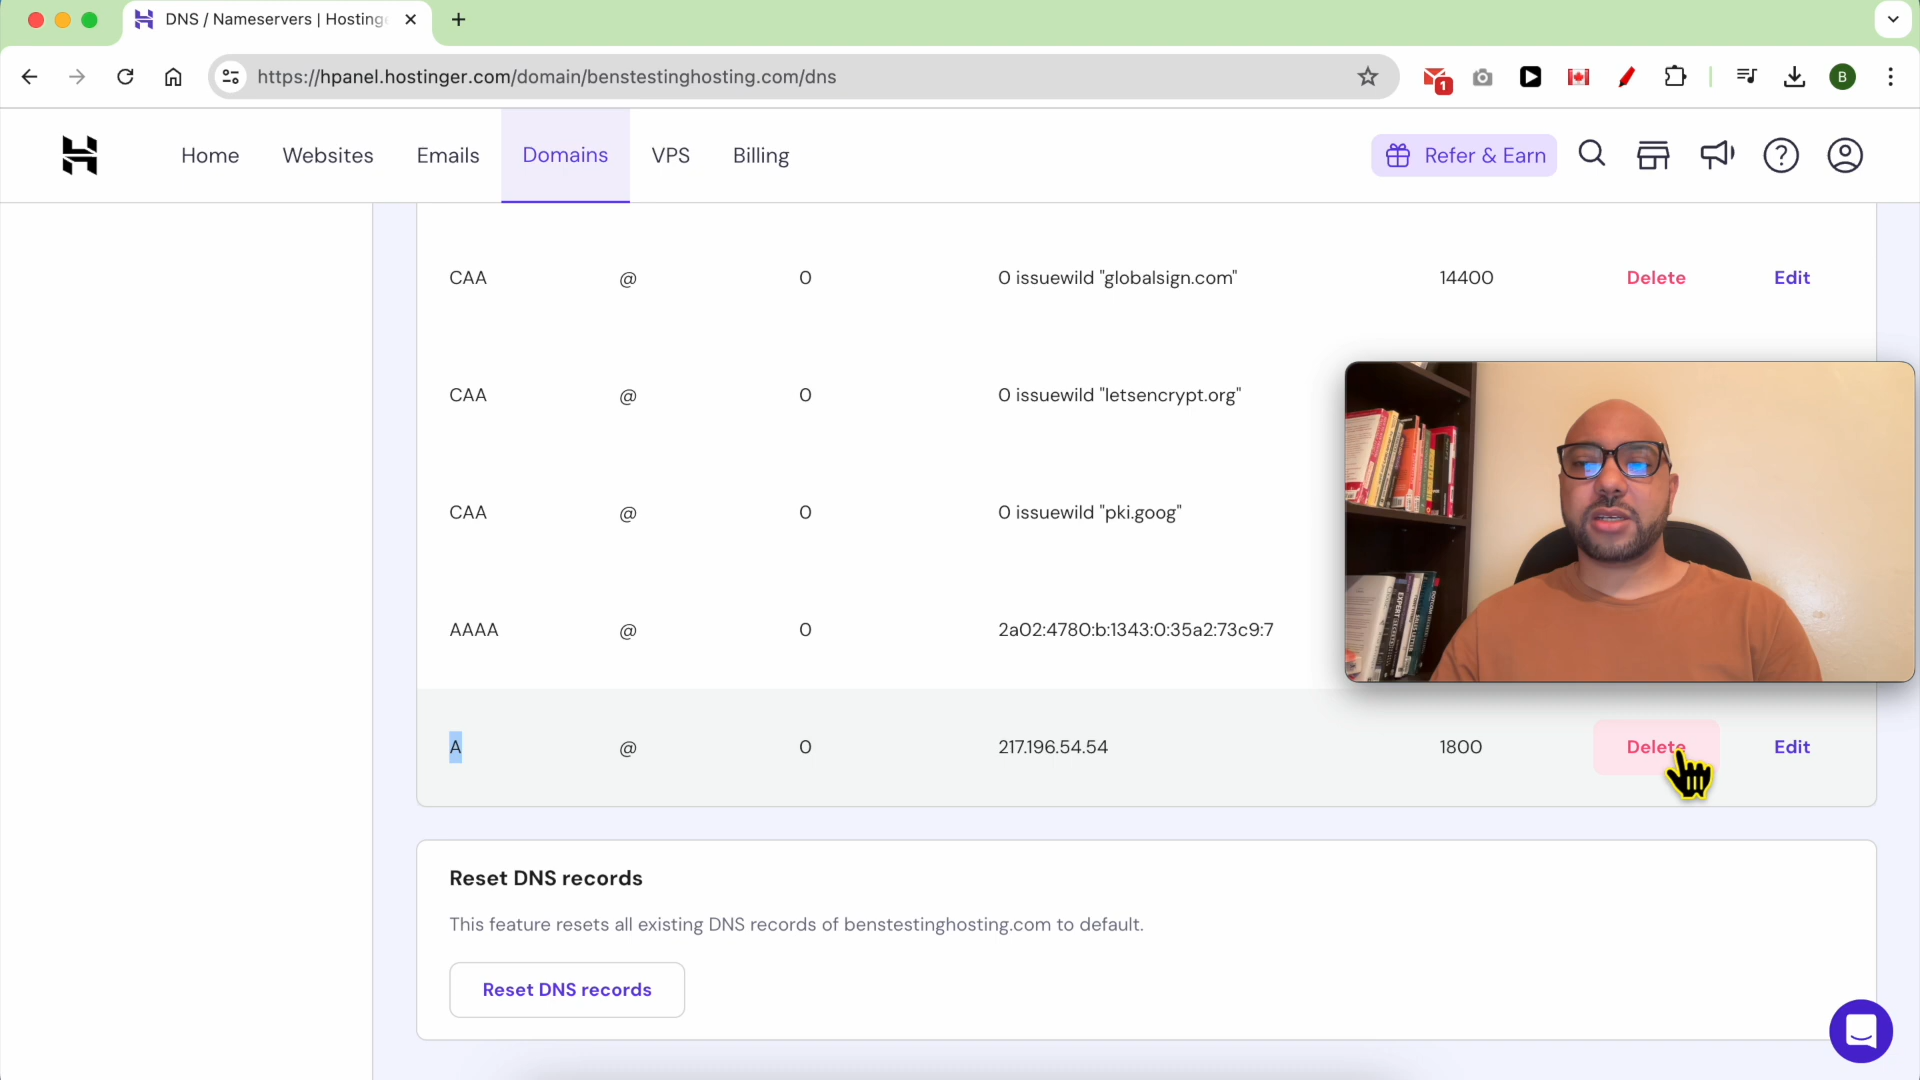 DNS / Nameservers | Hosting
https://hpanel.hostinger.com/domain/benstestinghosting.com/dns
1
B
Home
Websites
Emails
Domains
VPS
Billing
Refer & Earn
CAA @ 0 0 issuewild "globalsign.com" 14400 Delete Edit
CAA @ 0 0 issuewild "letsencrypt.org"
CAA @ 0 0 issuewild "pki.goog"
AAAA @ 0 2a02:4780:b:1343:0:35a2:73c9:7
A @ 0 217.196.54.54 1800 Delete Edit
Reset DNS records
This feature resets all existing DNS records of benstestinghosting.com to default.
Reset DNS records